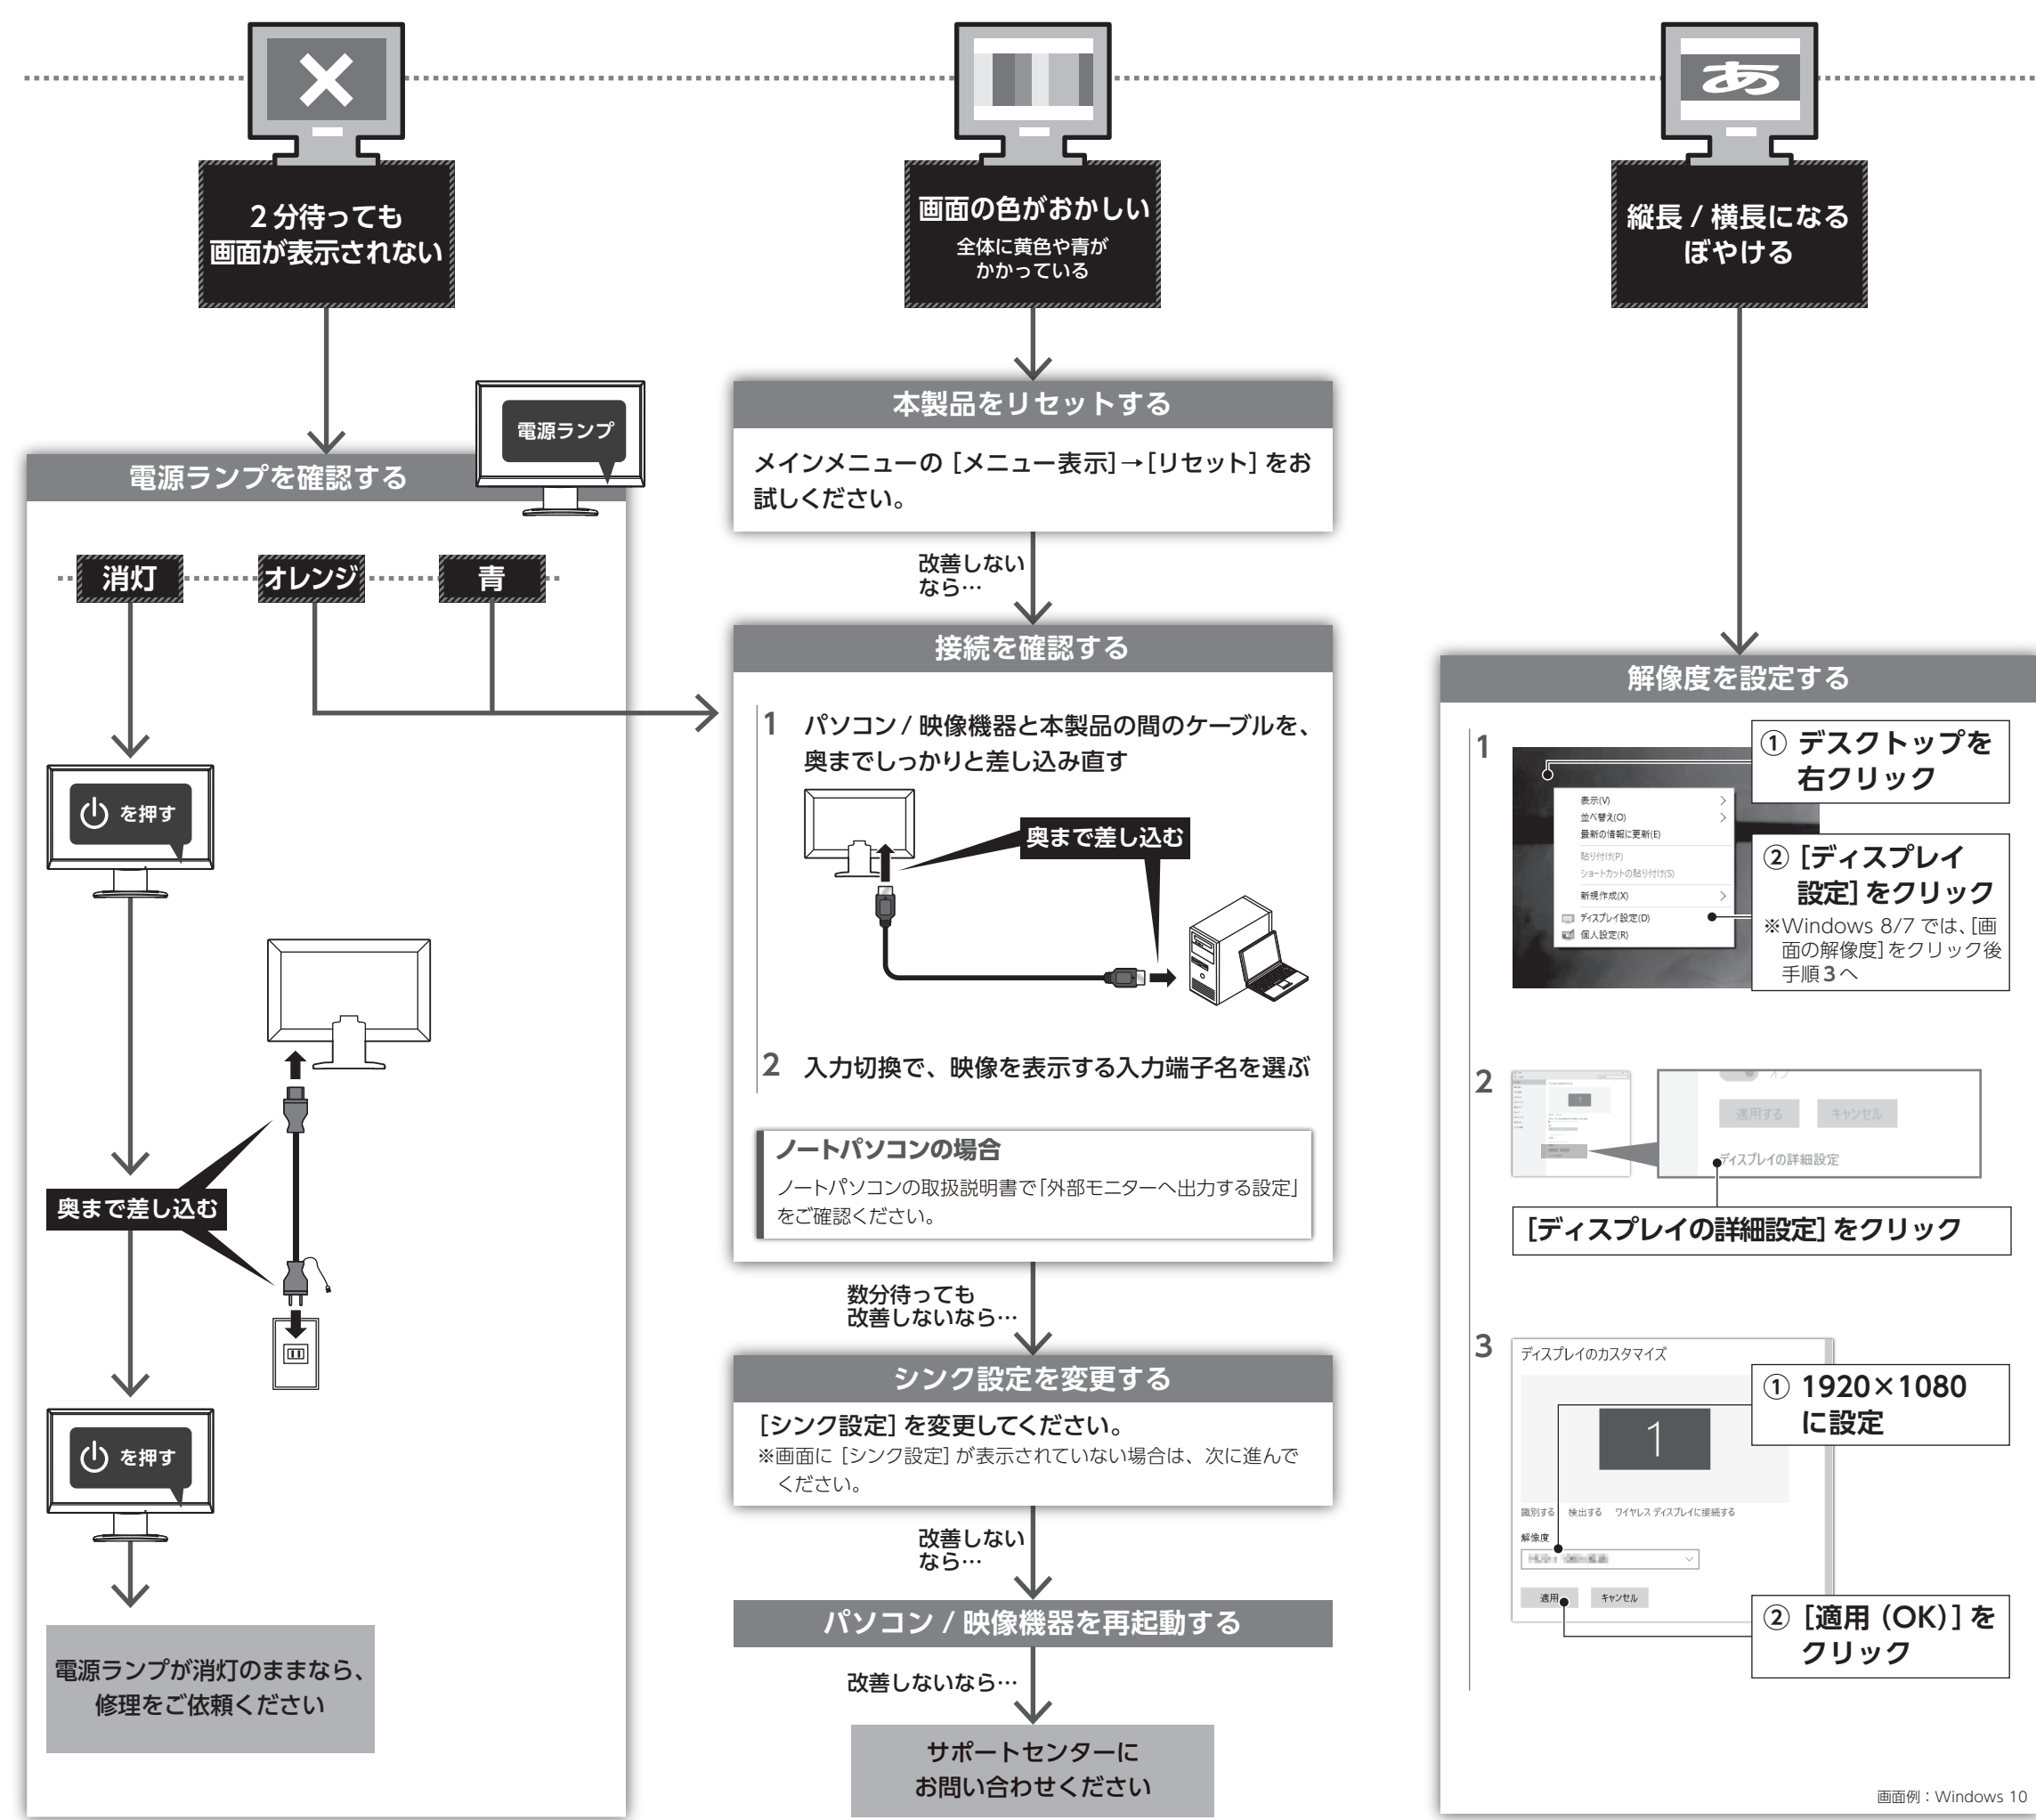 2分待っても
画面が表示されない
電源ランプ
電源ランプを確認する
消灯
オレンジ
青
を押す
奥まで差し込む
を押す
電源ランプが消灯のままなら、
修理をご依頼ください
画面の色がおかしい
全体に黄色や青が
かかっている
本製品をリセットする
メインメニューの［メニュー表示］→［リセット］をお
試しください。
改善しない
なら…
接続を確認する
1 パソコン / 映像機器と本製品の間のケーブルを、
奥までしっかりと差し込み直す
奥まで差し込む
2 入力切換で、映像を表示する入力端子名を選ぶ
ノートパソコンの場合
ノートパソコンの取扱説明書で「外部モニターへ出力する設定」
をご確認ください。
数分待っても
改善しないなら…
シンク設定を変更する
［シンク設定］を変更してください。
※画面に［シンク設定］が表示されていない場合は、次に進んで
ください。
改善しない
なら…
パソコン / 映像機器を再起動する
改善しないなら…
サポートセンターに
お問い合わせください
あ
縦長 / 横長になる
ぼやける
解像度を設定する
1
① デスクトップを
右クリック
表示(V)
並べ替え(O)
最新の情報に更新(E)
貼り付け(P)
ショートカットの貼り付け(S)
新規作成(X)
ディスプレイ設定(D)
個人設定(R)
② ［ディスプレイ
設定］をクリック
※Windows 8/7 では、［画
面の解像度］をクリック後
手順3へ
2
1
オフ
適用する
キャンセル
ディスプレイの詳細設定
［ディスプレイの詳細設定］をクリック
3
ディスプレイのカスタマイズ
1
① 1920×1080
に設定
識別する 検出する ワイヤレス ディスプレイに接続する
解像度
適用
キャンセル
② ［適用（OK）］を
クリック
画面例：Windows 10